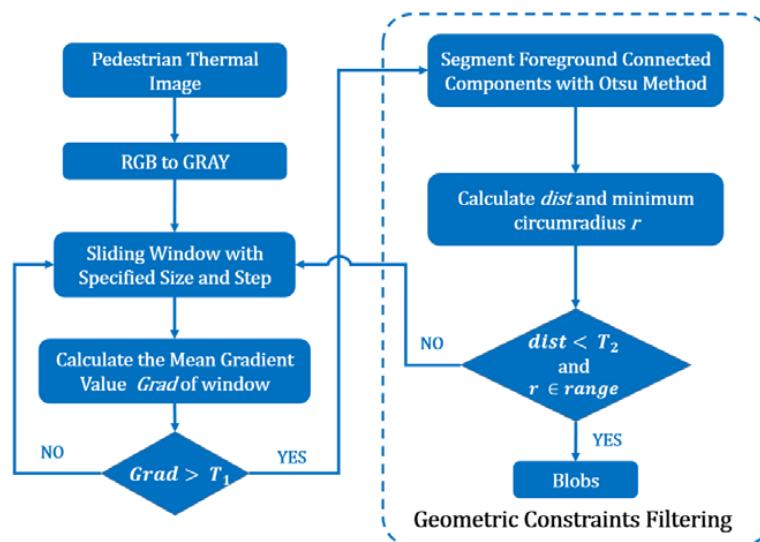 Pedestrian Thermal
Image
RGB to GRAY
Sliding Window with
Specified Size and Step
Calculate the Mean Gradient
Value Grad of window
NO
Grad > T₁
YES
Segment Foreground Connected
Components with Otsu Method
Calculate dist and minimum
circumradius r
NO
dist < T₂
and
r ∈ range
YES
Blobs
Geometric Constraints Filtering